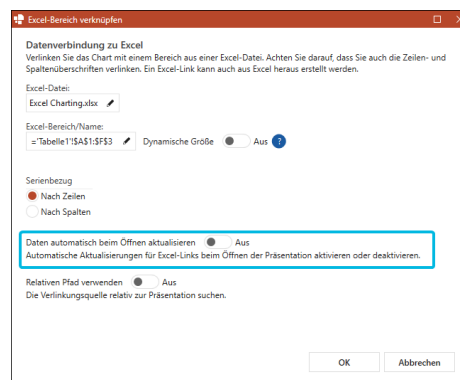 Excel-Bereich verknüpfen
Datenverbindung zu Excel
Verlinken Sie das Chart mit einem Bereich aus einer Excel-Datei. Achten Sie darauf, dass Sie auch die Zeilen- und
Spaltenüberschriften verlinken. Ein Excel-Link kann auch aus Excel heraus erstellt werden.
Excel-Datei:
Excel Charting.xlsx
Excel-Bereich/Name:
='Tabelle1'!$A$1:$F$3 Dynamische Größe Aus ?
Serienbezug
Nach Zeilen
Nach Spalten
Daten automatisch beim Öffnen aktualisieren Aus
Automatische Aktualisierungen für Excel-Links beim Öffnen der Präsentation aktivieren oder deaktivieren.
Relativen Pfad verwenden Aus
Die Verlinkungsquelle relativ zur Präsentation suchen.
OK Abbrechen